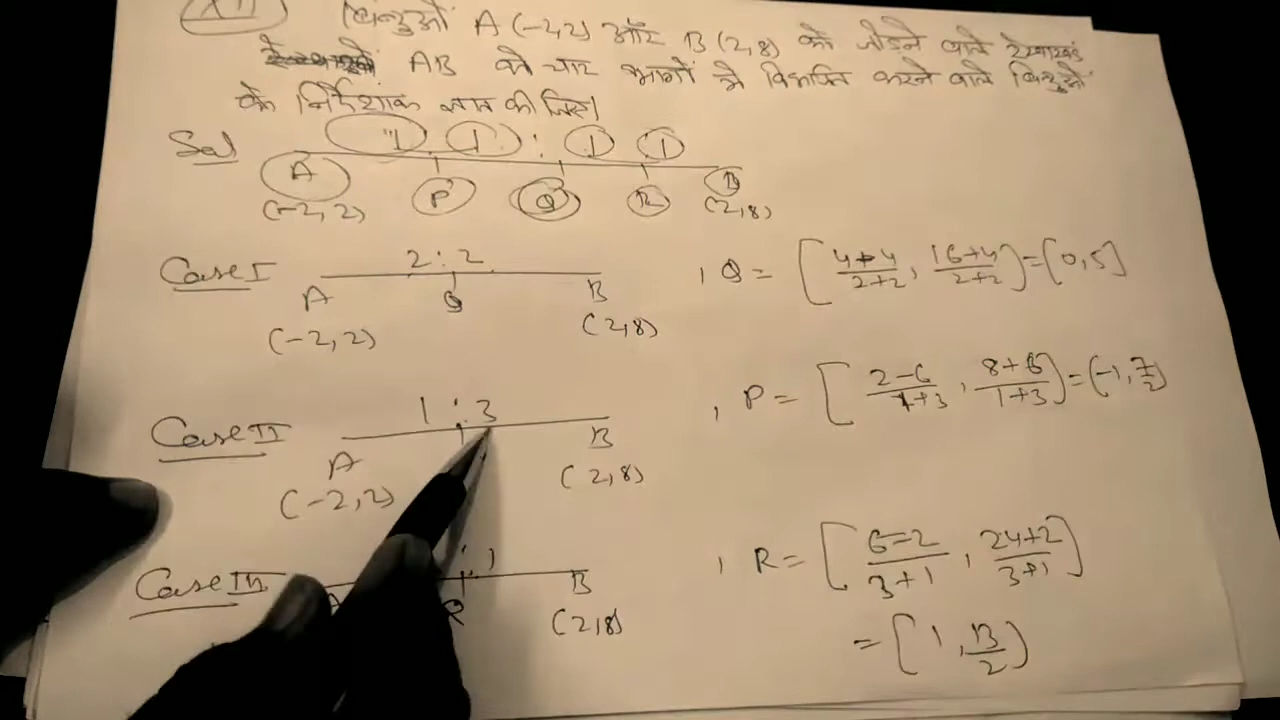 XII
बिन्दुओं A (-2,2) और B (2,8) को जोड़ने वाले रेखाखंड
AB को चार भागों में विभाजित करने वाले बिन्दुओं
के निर्देशांक ज्ञात कीजिए।
Sol 1 1 : 1 1
A P Q R B
(-2,2) (2,8)
Case I 2:2 , Q = [4+4/2+2, 16+4/2+2] = (0,5]
A Q B
(-2,2) (2,8)
Case II 1:3 , P = [2-6/1+3, 8+6/1+3] = (-1, 7/2)
A B
(-2,2) (2,8)
Case III :1 , R = [6-2/3+1, 24+2/3+1]
R B
(2,8)
= [1, 13/2)